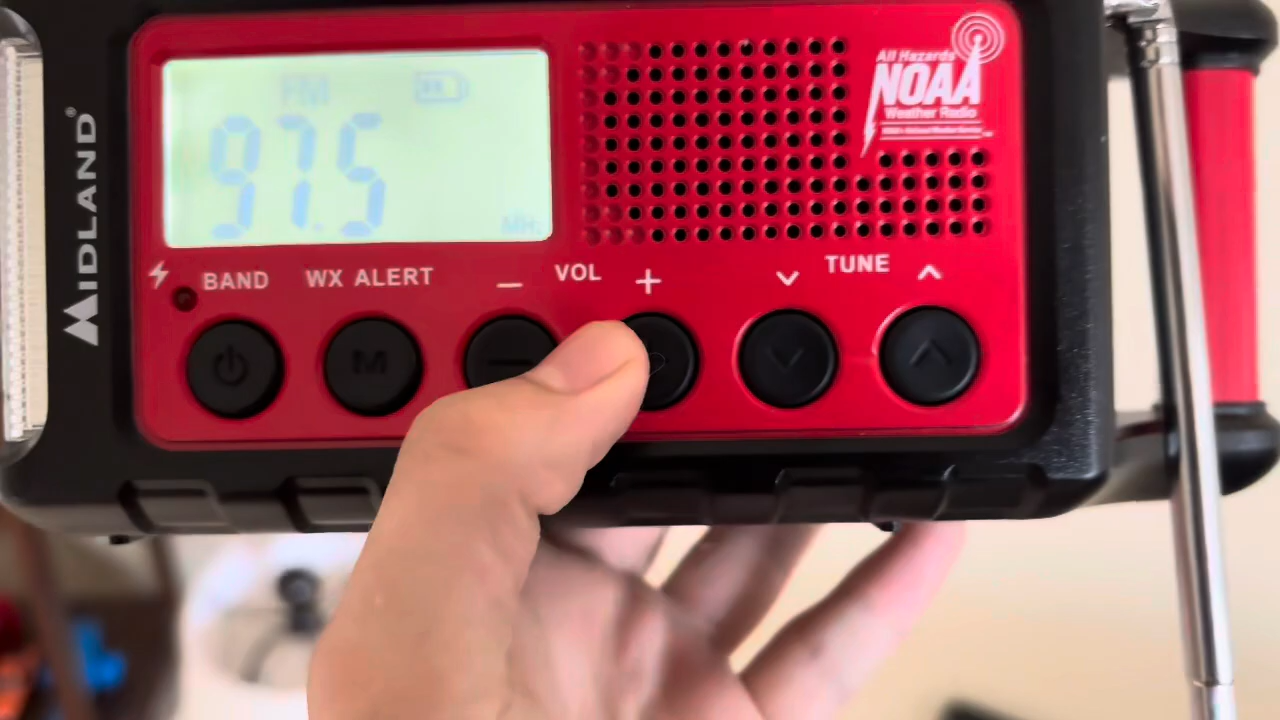 FM
97.5
MHz
MIDLAND®
All Hazards
NOAA
Weather Radio
BAND
WX ALERT
− VOL +
TUNE
M